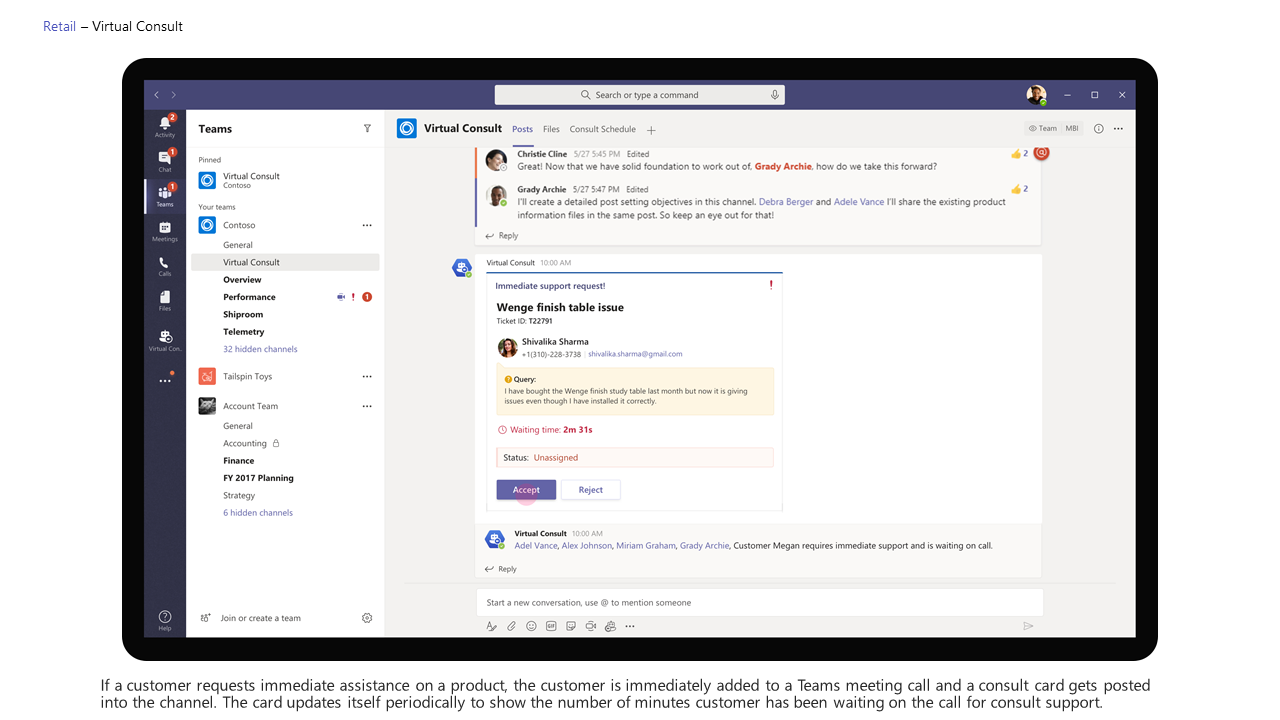 Retail – Virtual Consult
Search or type a command
2
Activity
1
Chat
1
Teams
Meetings
Calls
Files
Virtual Con.
Help
Teams
Pinned
Virtual Consult
Contoso
Your teams
Contoso
General
Virtual Consult
Overview
Performance
! 1
Shiproom
Telemetry
32 hidden channels
Tailspin Toys
Account Team
General
Accounting
Finance
FY 2017 Planning
Strategy
6 hidden channels
Join or create a team
Virtual Consult Posts Files Consult Schedule +
Team MBI
Christie Cline 5/27 5:45 PM Edited
2 @
Great! Now that we have solid foundation to work out of, Grady Archie, how do we take this forward?
Grady Archie 5/27 5:47 PM Edited
2
I'll create a detailed post setting objectives in this channel. Debra Berger and Adele Vance I'll share the existing product
information files in the same post. So keep an eye out for that!
Reply
Virtual Consult 10:00 AM
Immediate support request! !
Wenge finish table issue
Ticket ID: T22791
Shivalika Sharma
+1(310)-228-3738 | shivalika.sharma@gmail.com
? Query:
I have bought the Wenge finish study table last month but now it is giving
issues even though I have installed it correctly.
Waiting time: 2m 31s
Status: Unassigned
Accept Reject
Virtual Consult 10:00 AM
Adel Vance, Alex Johnson, Miriam Graham, Grady Archie, Customer Megan requires immediate support and is waiting on call.
Reply
Start a new conversation, use @ to mention someone
GIF
If a customer requests immediate assistance on a product, the customer is immediately added to a Teams meeting call and a consult card gets posted
into the channel. The card updates itself periodically to show the number of minutes customer has been waiting on the call for consult support.